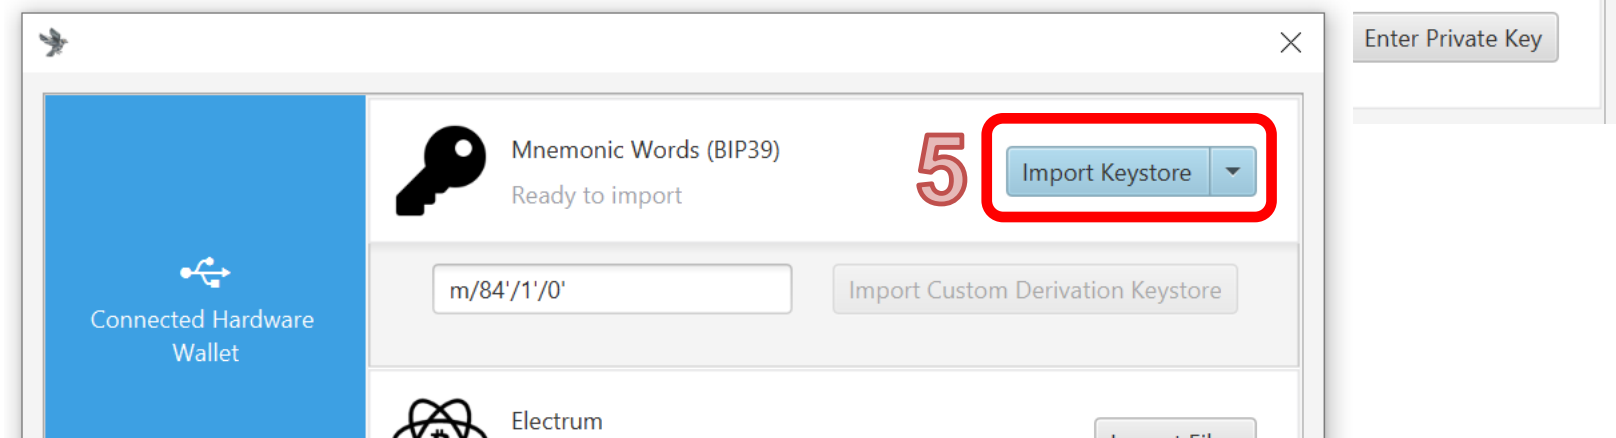 Enter Private Key
Mnemonic Words (BIP39)
Ready to import
5
Import Keystore
m/84'/1'/0'
Import Custom Derivation Keystore
Connected Hardware
Wallet
Electrum